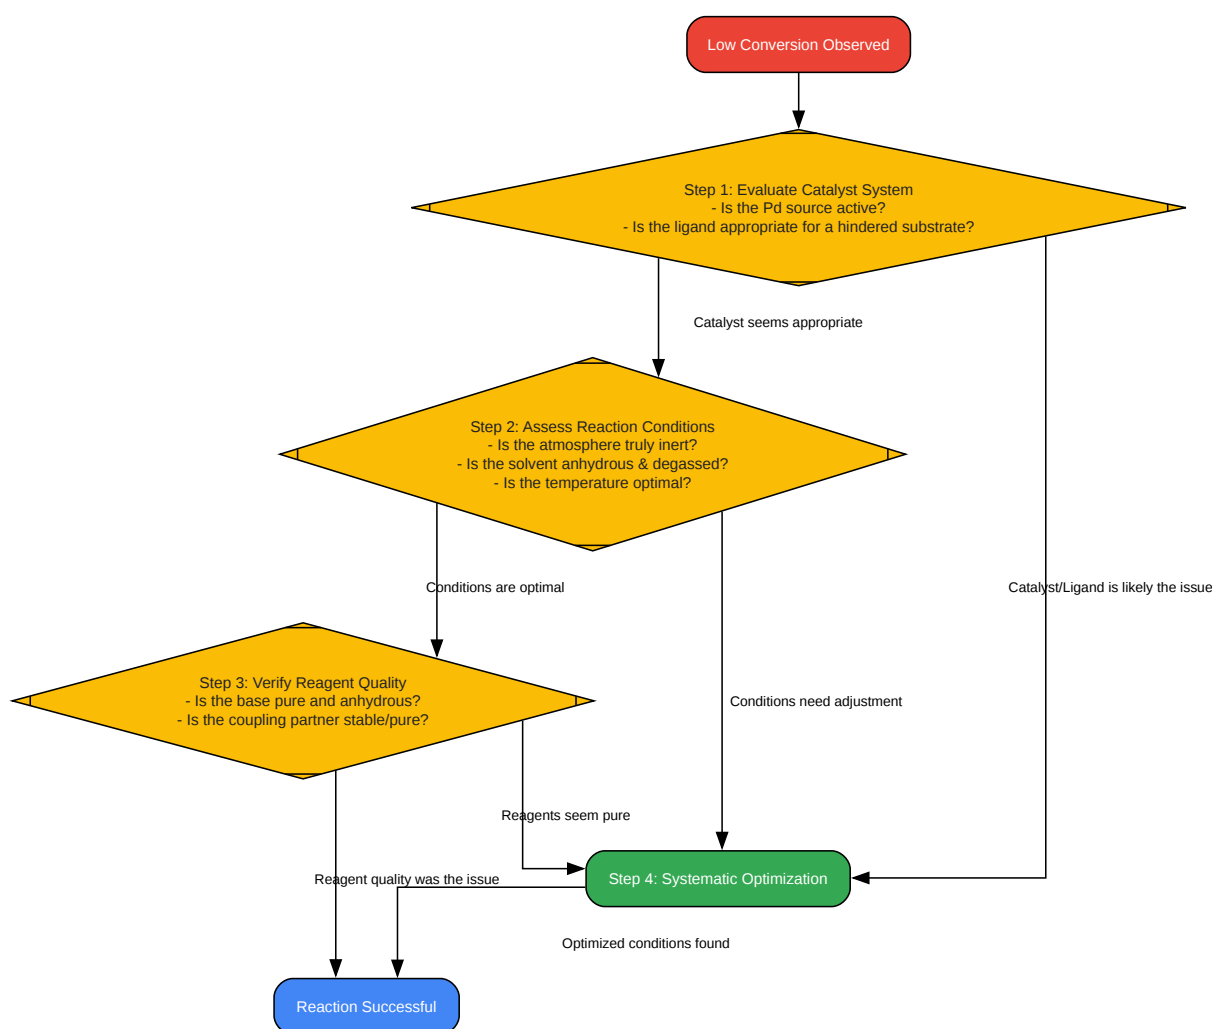 Low Conversion Observed
Step 1: Evaluate Catalyst System
- Is the Pd source active?
- Is the ligand appropriate for a hindered substrate?
Catalyst seems appropriate
Step 2: Assess Reaction Conditions
- Is the atmosphere truly inert?
- Is the solvent anhydrous & degassed?
- Is the temperature optimal?
Conditions are optimal
Catalyst/Ligand is likely the issue
Step 3: Verify Reagent Quality
- Is the base pure and anhydrous?
- Is the coupling partner stable/pure?
Conditions need adjustment
Reagents seem pure
Reagent quality was the issue
Step 4: Systematic Optimization
Optimized conditions found
Reaction Successful